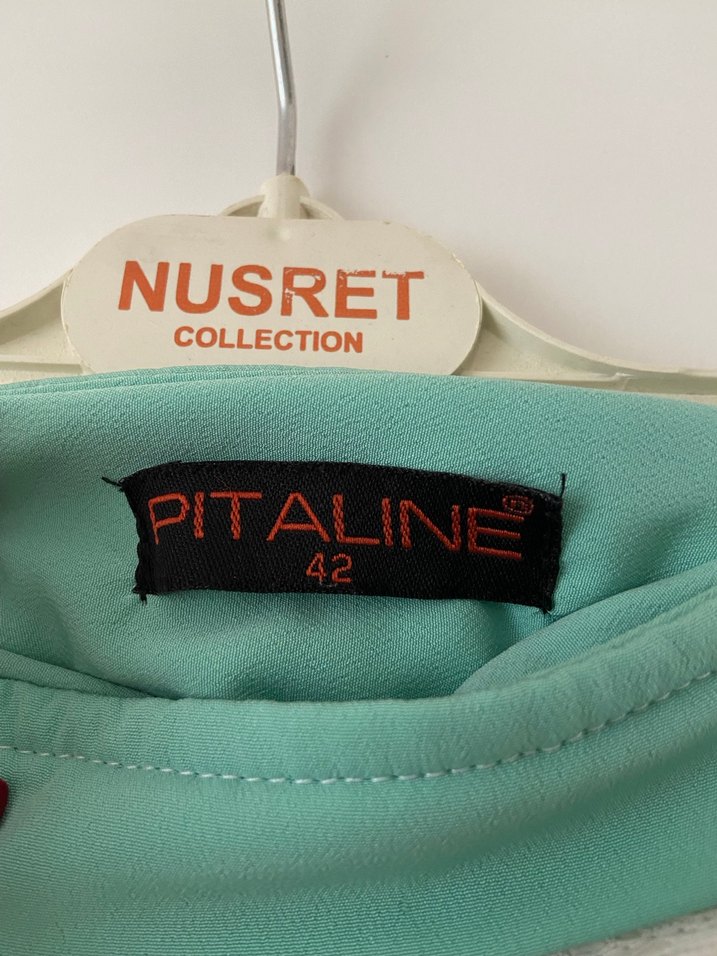 NUSRET
COLLECTION
PITALINE®
42